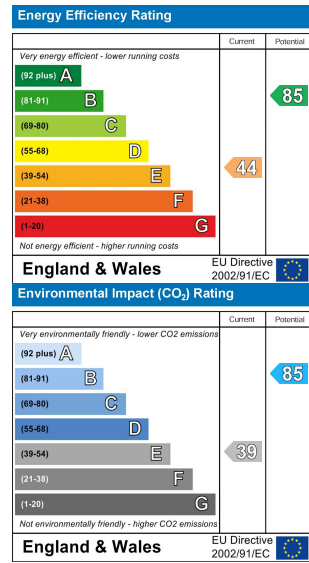 Energy Efficiency Rating
Current Potential
Very energy efficient - lower running costs
(92 plus) A
(81-91) B
85
(69-80) C
(55-68) D
(39-54) E
44
(21-38) F
(1-20) G
Not energy efficient - higher running costs
England & Wales
EU Directive
2002/91/EC
Environmental Impact (CO₂) Rating
Current Potential
Very environmentally friendly - lower CO2 emissions
(92 plus) A
(81-91) B
85
(69-80) C
(55-68) D
(39-54) E
39
(21-38) F
(1-20) G
Not environmentally friendly - higher CO2 emissions
England & Wales
EU Directive
2002/91/EC